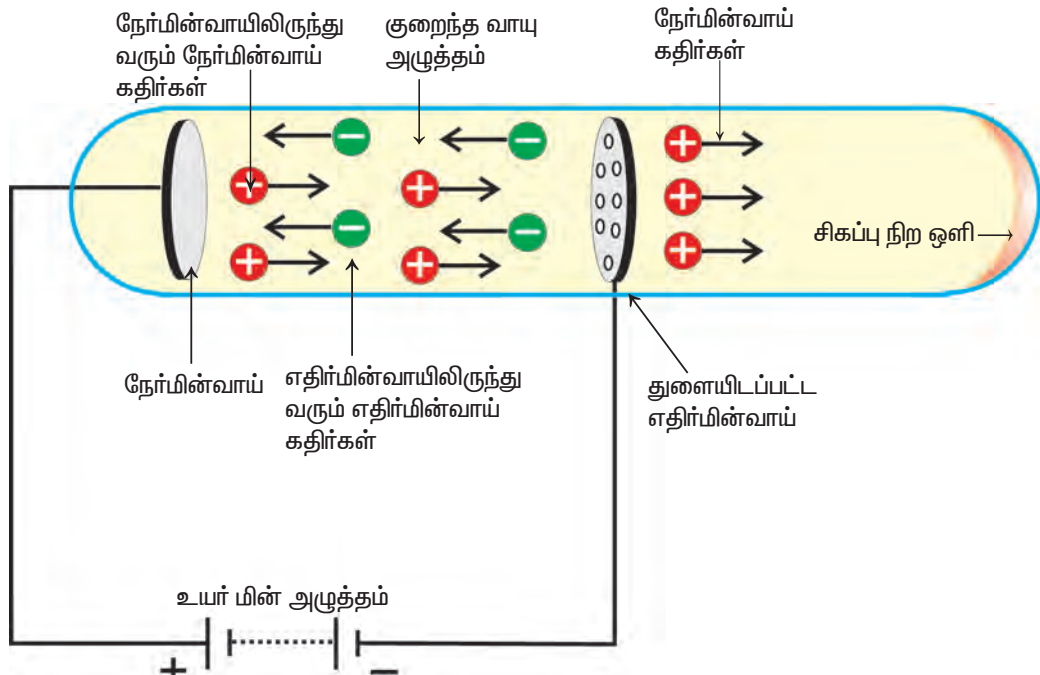 நேர்மின்வாயிலிருந்து
வரும் நேர்மின்வாய்
கதிர்கள்
குறைந்த வாயு
அழுத்தம்
நேர்மின்வாய்
கதிர்கள்
சிகப்பு நிற ஒளி
நேர்மின்வாய்
எதிர்மின்வாயிலிருந்து
வரும் எதிர்மின்வாய்
கதிர்கள்
துளையிடப்பட்ட
எதிர்மின்வாய்
உயர் மின் அழுத்தம்
+ −